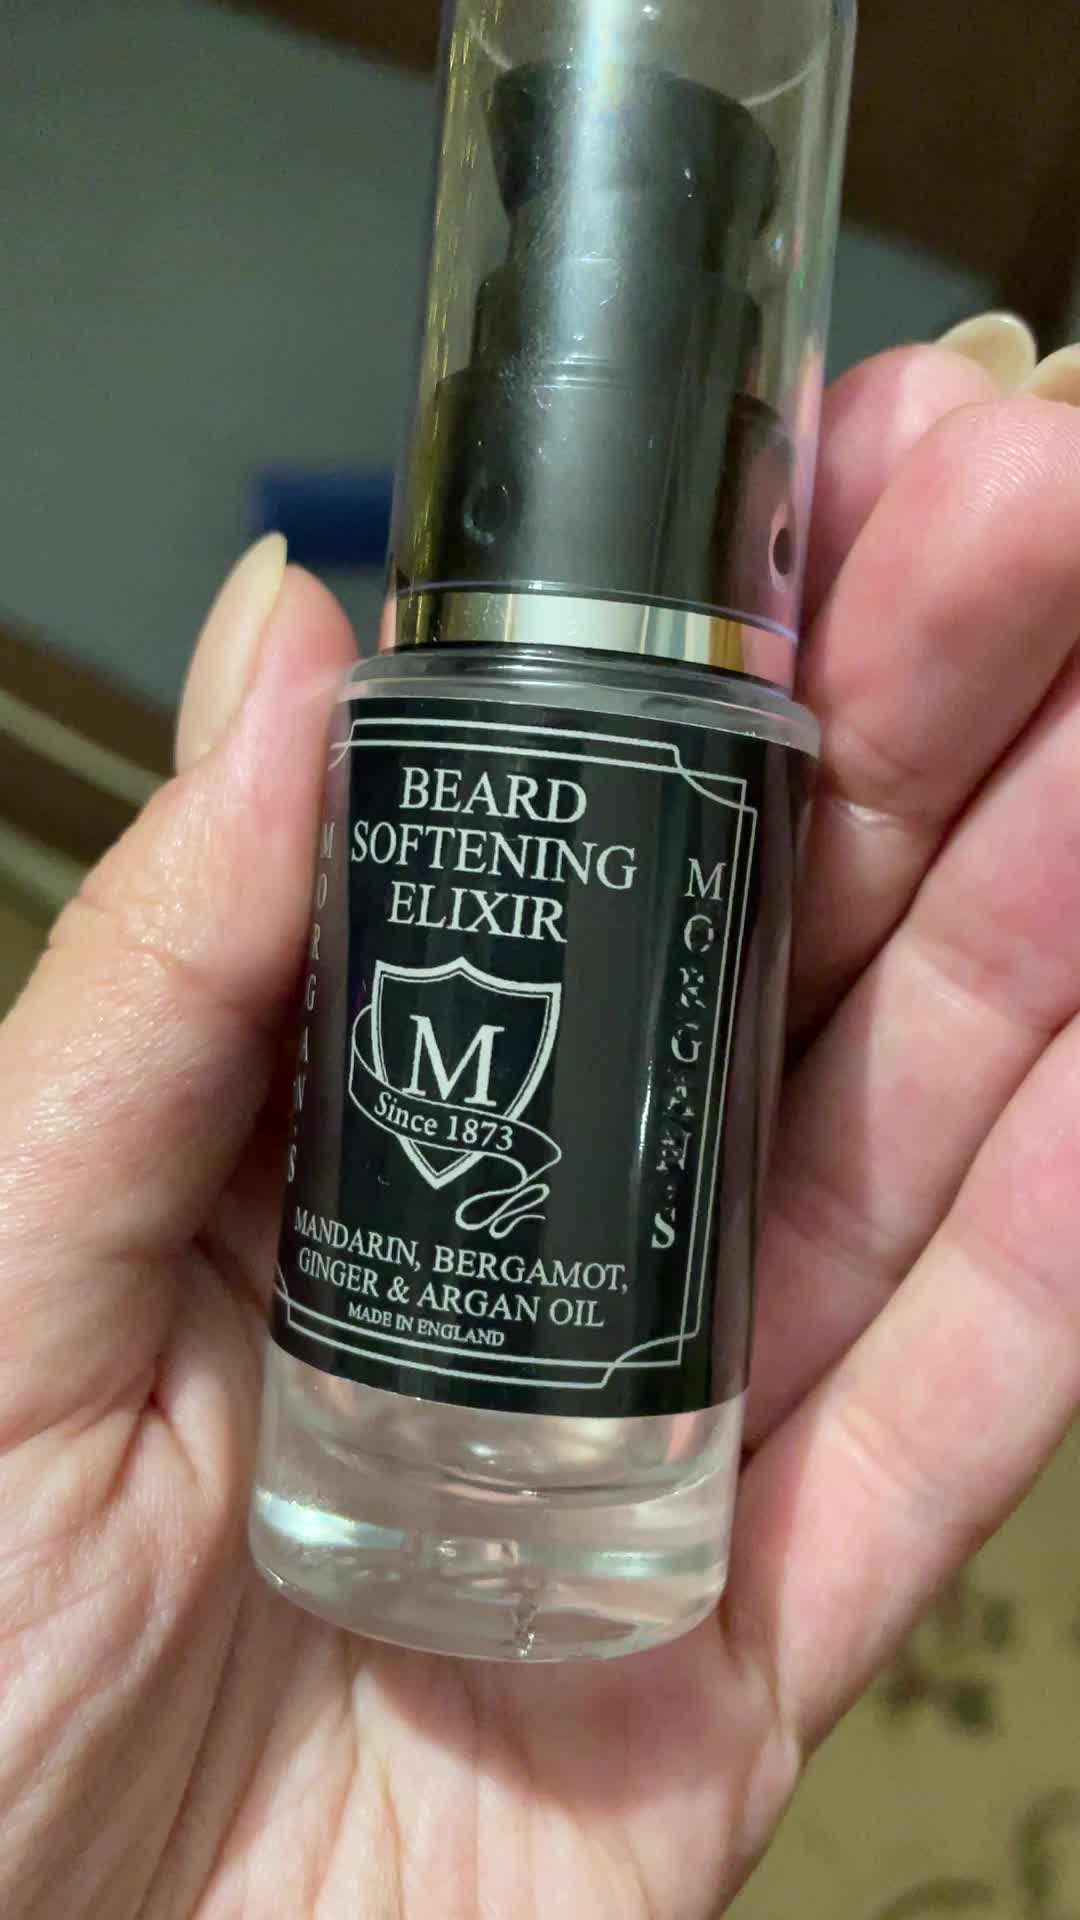 BEARD
SOFTENING
ELIXIR
MORGAN'S
MORGAN'S
M
Since 1873
MANDARIN, BERGAMOT,
GINGER & ARGAN OIL
MADE IN ENGLAND